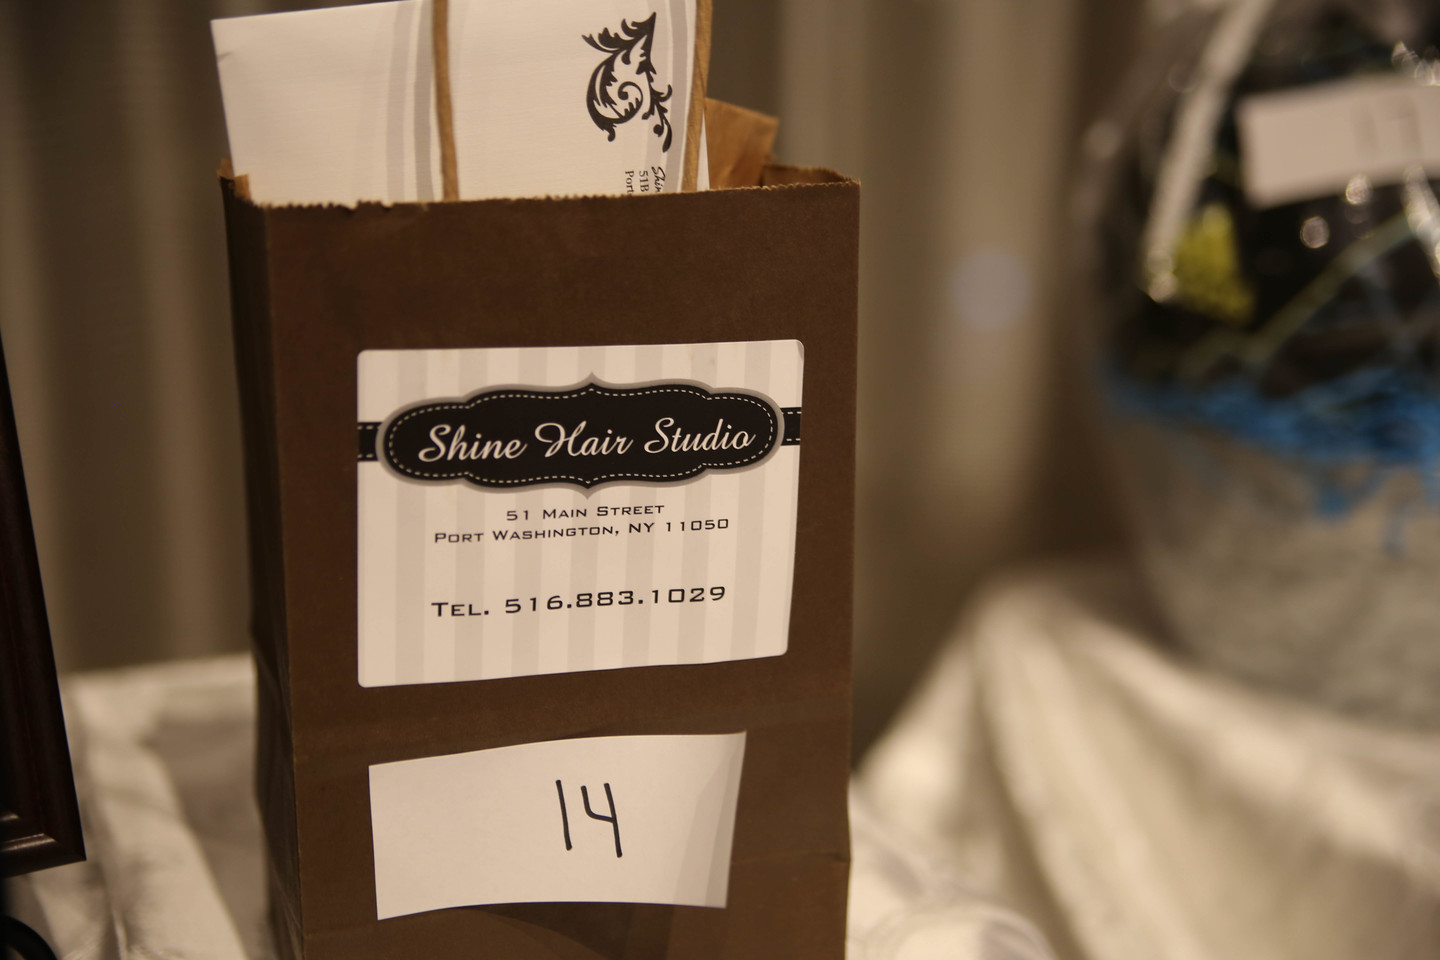 Shine Hair Studio
51 Main Street
Port Washington, NY 11050
Tel. 516.883.1029
14